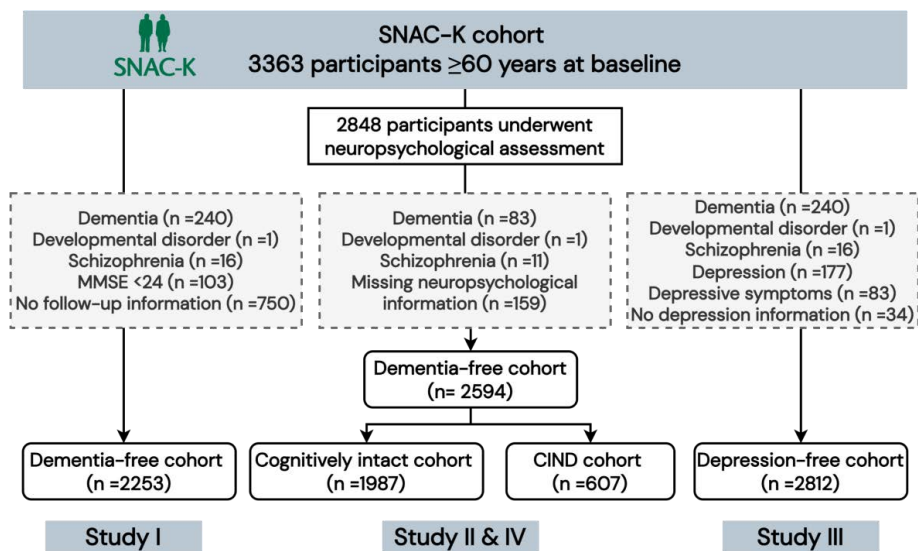 SNAC-K
SNAC-K cohort
3363 participants ≥60 years at baseline
2848 participants underwent
neuropsychological assessment
Dementia (n =240)
Developmental disorder (n =1)
Schizophrenia (n =16)
MMSE <24 (n =103)
No follow-up information (n =750)
Dementia (n =83)
Developmental disorder (n =1)
Schizophrenia (n =11)
Missing neuropsychological
information (n =159)
Dementia (n =240)
Developmental disorder (n =1)
Schizophrenia (n =16)
Depression (n =177)
Depressive symptoms (n =83)
No depression information (n =34)
Dementia-free cohort
(n= 2594)
Dementia-free cohort
(n =2253)
Cognitively intact cohort
(n =1987)
CIND cohort
(n =607)
Depression-free cohort
(n =2812)
Study I
Study II & IV
Study III